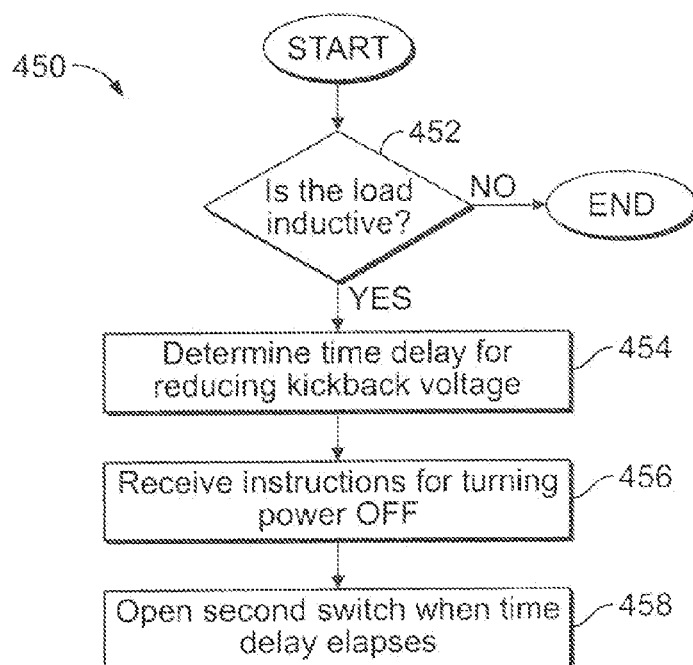 START
450
452
Is the load
inductive?
NO
END
YES
Determine time delay for
reducing kickback voltage
454
Receive instructions for turning
power OFF
456
Open second switch when time
delay elapses
458